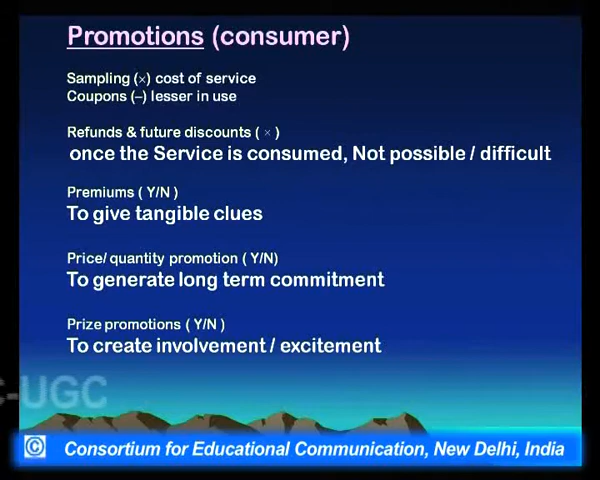 Promotions (consumer)
Sampling (×) cost of service
Coupons (–) lesser in use
Refunds & future discounts ( × )
once the Service is consumed, Not possible / difficult
Premiums ( Y/N )
To give tangible clues
Price/ quantity promotion ( Y/N)
To generate long term commitment
Prize promotions ( Y/N )
To create involvement / excitement
C-UGC
© Consortium for Educational Communication, New Delhi, India